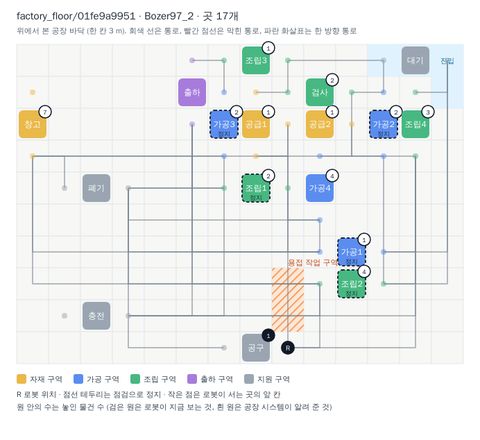 factory_floor/01fe9a9951 · Bozer97_2 · 곳 17개
위에서 본 공장 바닥 (한 칸 3 m). 회색 선은 통로, 빨간 점선은 막힌 통로, 파란 화살표는 한 방향 통로
조립3 1
대기
진입
출하
검사 2
창고 7
가공3 2 정지
공급1 1
공급2 1
가공2 2 정지
조립4 3
폐기
조립1 2 정지
가공4 4
가공1 1 정지
용접 작업 구역
조립2 4 정지
충전
공구 1
R
자재 구역 가공 구역 조립 구역 출하 구역 지원 구역
R 로봇 위치 · 점선 테두리는 점검으로 정지 · 작은 점은 로봇이 서는 곳의 앞 칸
원 안의 수는 놓인 물건 수 (검은 원은 로봇이 지금 보는 것, 흰 원은 공장 시스템이 알려 준 것)